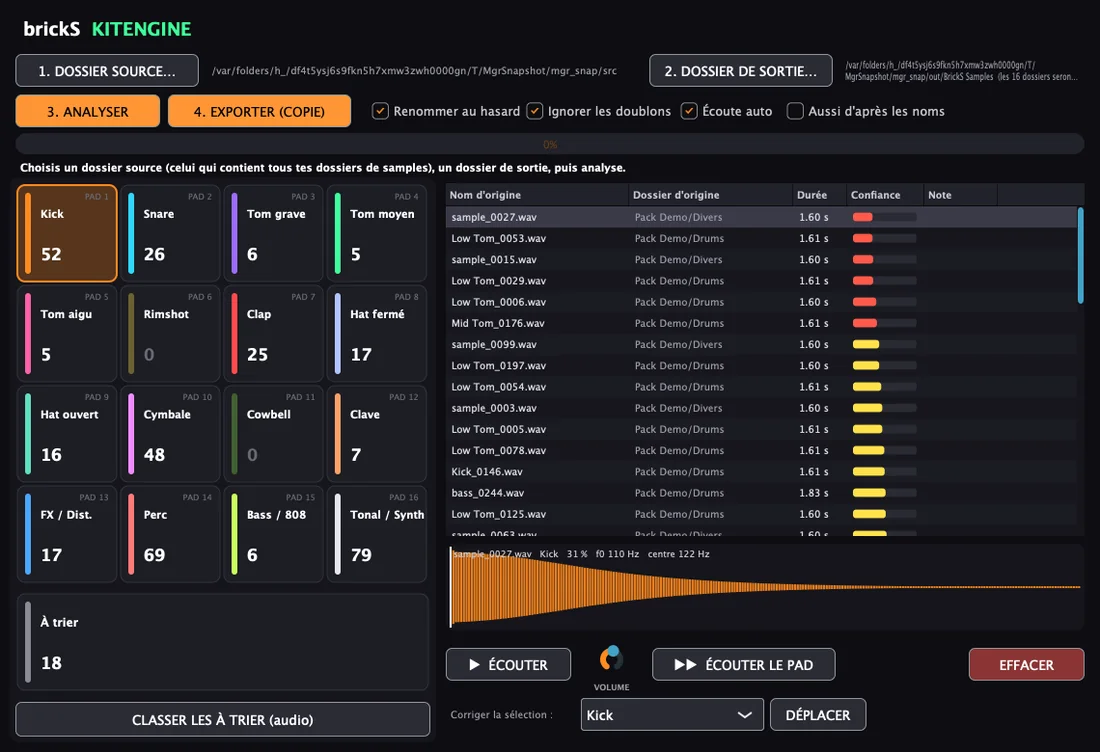 brickS KITENGINE
1. DOSSIER SOURCE...
/var/folders/h_/df4t5ysj6s9fkn5h7xmw3zwh0000gn/T/MgrSnapshot/mgr_snap/src
2. DOSSIER DE SORTIE...
/var/folders/h_/df4t5ysj6s9fkn5h7xmw3zwh0000gn/T/
MgrSnapshot/mgr_snap/out/BrickS Samples (les 16 dossiers seron...
3. ANALYSER
4. EXPORTER (COPIE)
Renommer au hasard
Ignorer les doublons
Écoute auto
Aussi d'après les noms
0%
Choisis un dossier source (celui qui contient tous tes dossiers de samples), un dossier de sortie, puis analyse.
PAD 1
Kick
52
PAD 2
Snare
26
PAD 3
Tom grave
6
PAD 4
Tom moyen
5
PAD 5
Tom aigu
5
PAD 6
Rimshot
0
PAD 7
Clap
25
PAD 8
Hat fermé
17
PAD 9
Hat ouvert
16
PAD 10
Cymbale
48
PAD 11
Cowbell
0
PAD 12
Clave
7
PAD 13
FX / Dist.
17
PAD 14
Perc
69
PAD 15
Bass / 808
6
PAD 16
Tonal / Synth
79
À trier
18
CLASSER LES À TRIER (audio)
Nom d'origine Dossier d'origine Durée Confiance Note
sample_0027.wav Pack Demo/Divers 1.60 s
Low Tom_0053.wav Pack Demo/Drums 1.61 s
sample_0015.wav Pack Demo/Divers 1.60 s
Low Tom_0029.wav Pack Demo/Drums 1.61 s
Low Tom_0006.wav Pack Demo/Drums 1.60 s
Mid Tom_0176.wav Pack Demo/Drums 1.61 s
sample_0099.wav Pack Demo/Divers 1.60 s
Low Tom_0197.wav Pack Demo/Drums 1.60 s
Low Tom_0054.wav Pack Demo/Drums 1.61 s
sample_0003.wav Pack Demo/Divers 1.60 s
Low Tom_0005.wav Pack Demo/Drums 1.61 s
Low Tom_0078.wav Pack Demo/Drums 1.61 s
Kick_0146.wav Pack Demo/Drums 1.61 s
bass_0244.wav Pack Demo/Drums 1.83 s
Low Tom_0125.wav Pack Demo/Drums 1.60 s
sample_0063.wav Pack Demo/Divers 1.60 s
sample_0027.wav Kick 31 % f0 110 Hz centre 122 Hz
ÉCOUTER
VOLUME
ÉCOUTER LE PAD
EFFACER
Corriger la sélection :
Kick
DÉPLACER